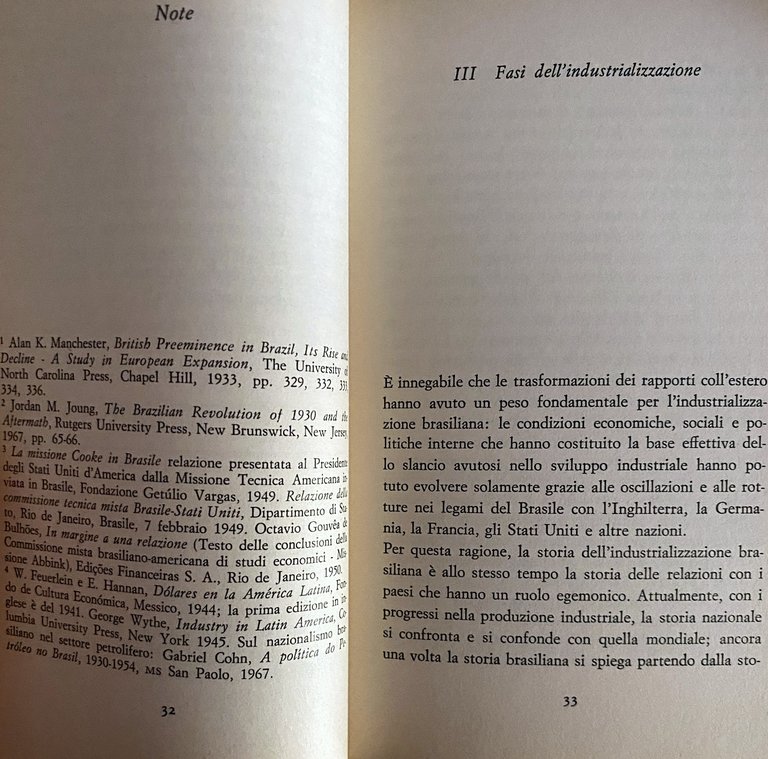 Note
¹ Alan K. Manchester, British Preeminence in Brazil, Its Rise and
Decline - A Study in European Expansion, The University of
North Carolina Press, Chapel Hill, 1933, pp. 329, 332, 333
334, 336.
² Jordan M. Joung, The Brazilian Revolution of 1930 and the
Aftermath, Rutgers University Press, New Brunswick, New Jersey,
1967, pp. 65-66.
³ La missione Cooke in Brasile relazione presentata al Presidente
degli Stati Uniti d'America dalla Missione Tecnica Americana in-
viata in Brasile, Fondazione Getúlio Vargas, 1949. Relazione della
commissione tecnica mista Brasile-Stati Uniti, Dipartimento di Sta-
to, Rio de Janeiro, Brasile, 7 febbraio 1949. Octavio Gouvêa de
Bulhões, In margine a una relazione (Testo delle conclusioni della
Commissione mista brasiliano-americana di studi economici - Mis-
sione Abbink), Edições Financeiras S. A., Rio de Janeiro, 1950.
⁴ W. Feuerlein e E. Hannan, Dólares en la América Latina, Fon-
do de Cultura Económica, Messico, 1944; la prima edizione in in-
glese è del 1941. George Wythe, Industry in Latin America, Co-
lumbia University Press, New York 1945. Sul nazionalismo bra-
siliano nel settore petrolifero: Gabriel Cohn, A política do Pe-
tróleo no Brasil, 1930-1954, MS San Paolo, 1967.
32
III Fasi dell'industrializzazione
È innegabile che le trasformazioni dei rapporti coll'estero
hanno avuto un peso fondamentale per l'industrializza-
zione brasiliana: le condizioni economiche, sociali e po-
litiche interne che hanno costituito la base effettiva del-
lo slancio avutosi nello sviluppo industriale hanno po-
tuto evolvere solamente grazie alle oscillazioni e alle rot-
ture nei legami del Brasile con l'Inghilterra, la Germa-
nia, la Francia, gli Stati Uniti e altre nazioni.
Per questa ragione, la storia dell'industrializzazione bra-
siliana è allo stesso tempo la storia delle relazioni con i
paesi che hanno un ruolo egemonico. Attualmente, con i
progressi nella produzione industriale, la storia nazionale
si confronta e si confonde con quella mondiale; ancora
una volta la storia brasiliana si spiega partendo dalla sto-
33